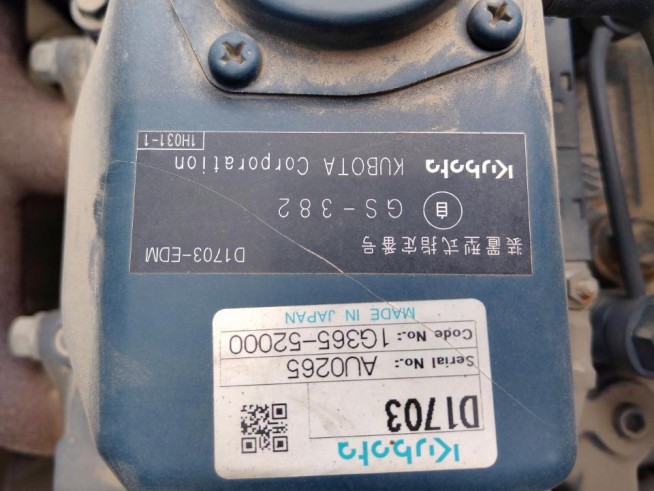 Kubota
D1703
Serial No.: AU0265
Code No.: 1G365-52000
MADE IN JAPAN
装置型式指定番号 D1703-EDM
自 GS-382
Kubota KUBOTA Corporation
1H031-1
Kubota